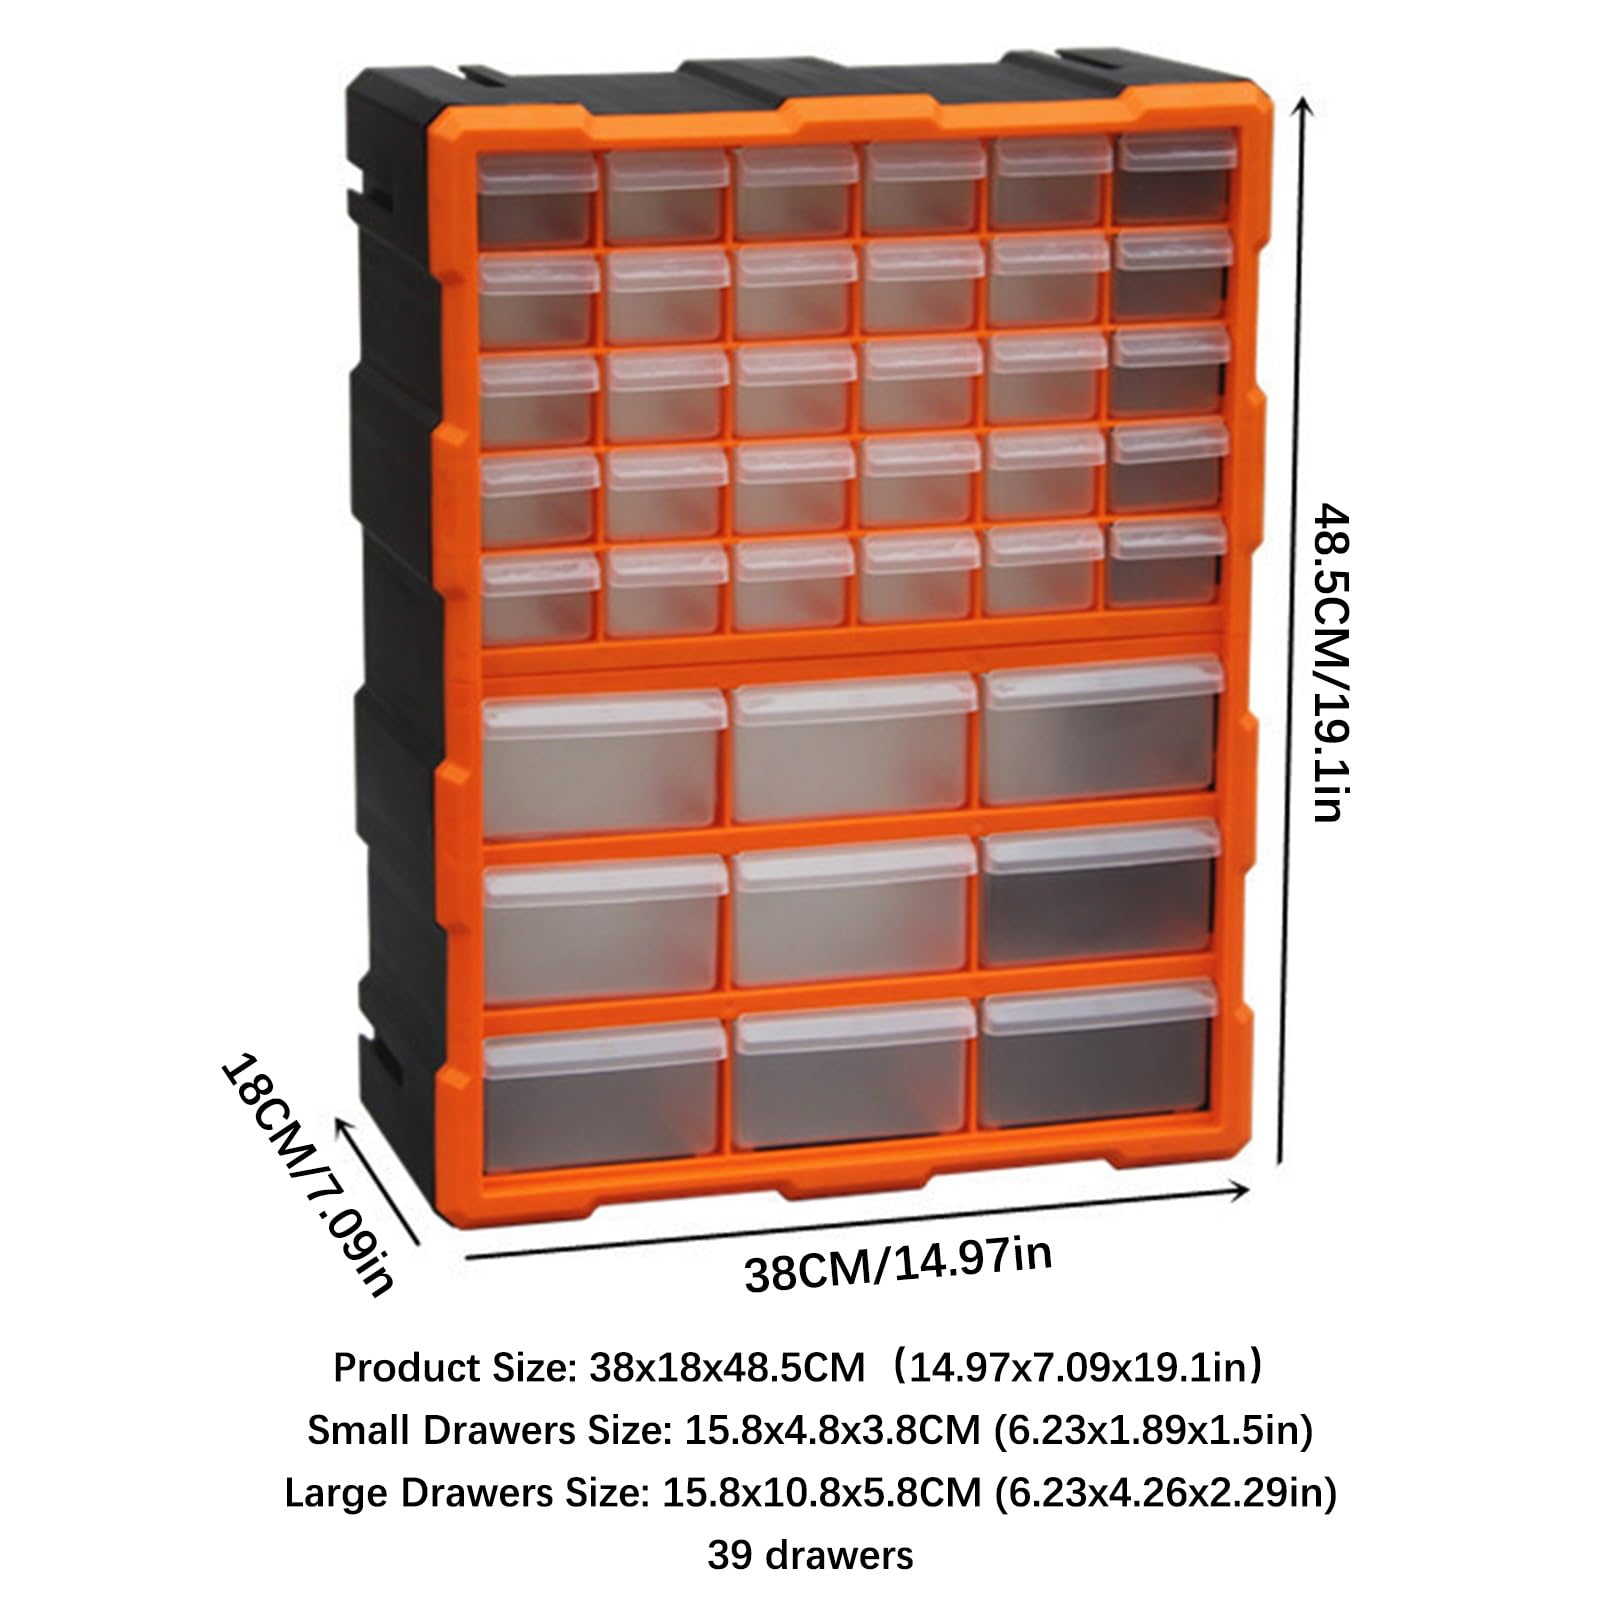 48.5CM/19.1in
18CM/7.09in
38CM/14.97in
Product Size: 38x18x48.5CM（14.97x7.09x19.1in）
Small Drawers Size: 15.8x4.8x3.8CM (6.23x1.89x1.5in)
Large Drawers Size: 15.8x10.8x5.8CM (6.23x4.26x2.29in)
39 drawers